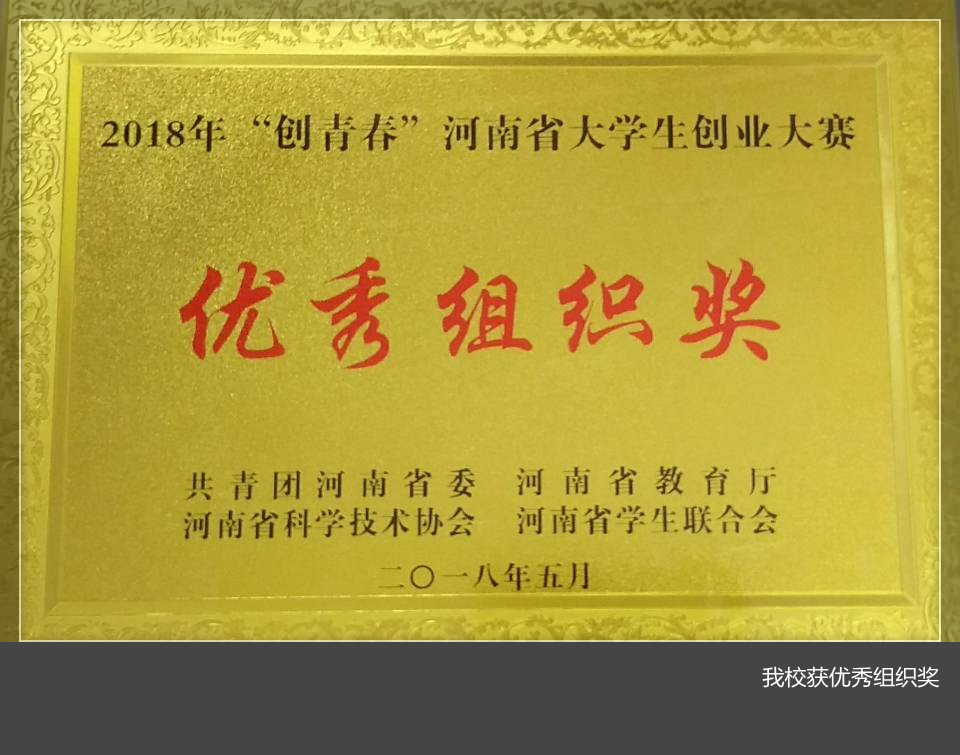 2018年“创青春”河南省大学生创业大赛
优秀组织奖
共青团河南省委 河南省教育厅
河南省科学技术协会 河南省学生联合会
二〇一八年五月
我校获优秀组织奖